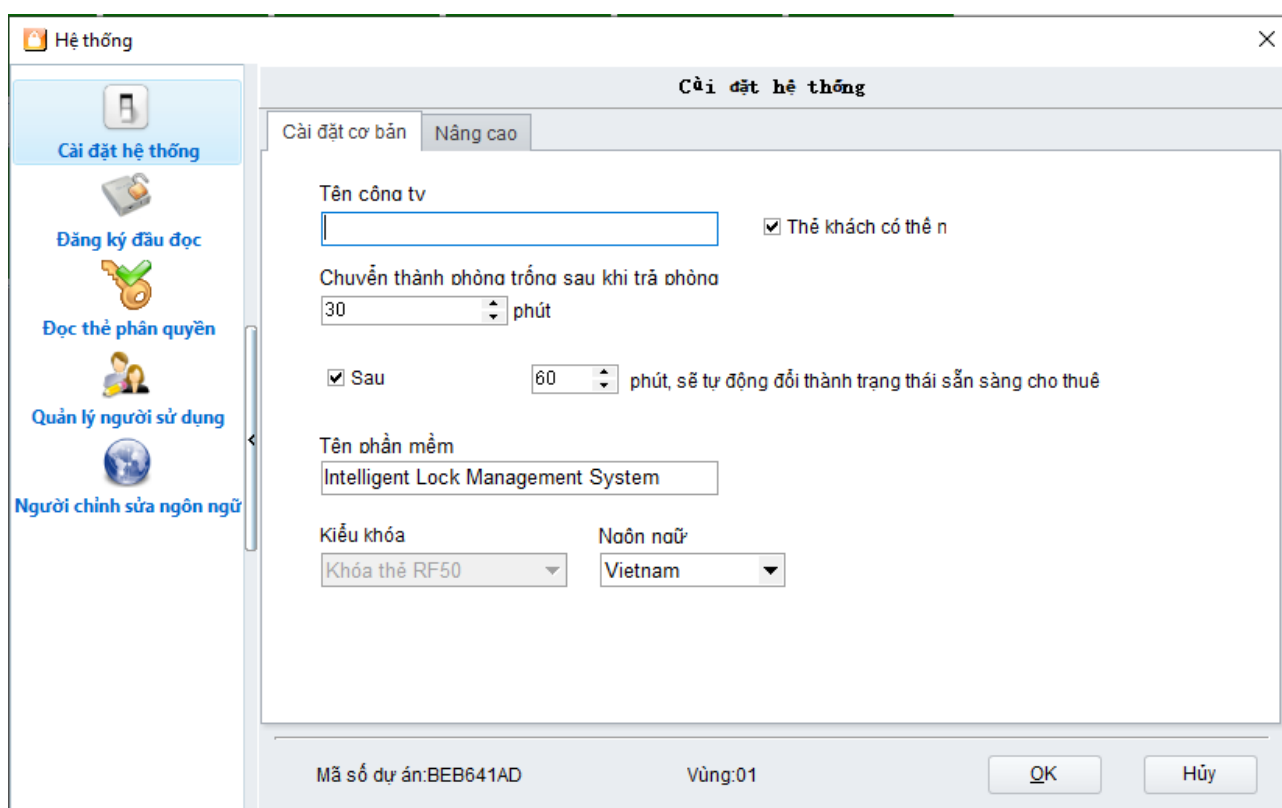 Hệ thống
Cài đặt hệ thống
Đăng ký đầu đọc
Đọc thẻ phân quyền
Quản lý người sử dụng
Người chỉnh sửa ngôn ngữ
Cài đặt hệ thống
Cài đặt cơ bản Nâng cao
Tên công ty
Thẻ khách có thể n
Chuyển thành phòng trống sau khi trả phòng
30 phút
Sau 60 phút, sẽ tự động đổi thành trạng thái sẵn sàng cho thuê
Tên phần mềm
Intelligent Lock Management System
Kiểu khóa Ngôn ngữ
Khóa thẻ RF50 Vietnam
Mã số dự án:BEB641AD Vùng:01 OK Hủy